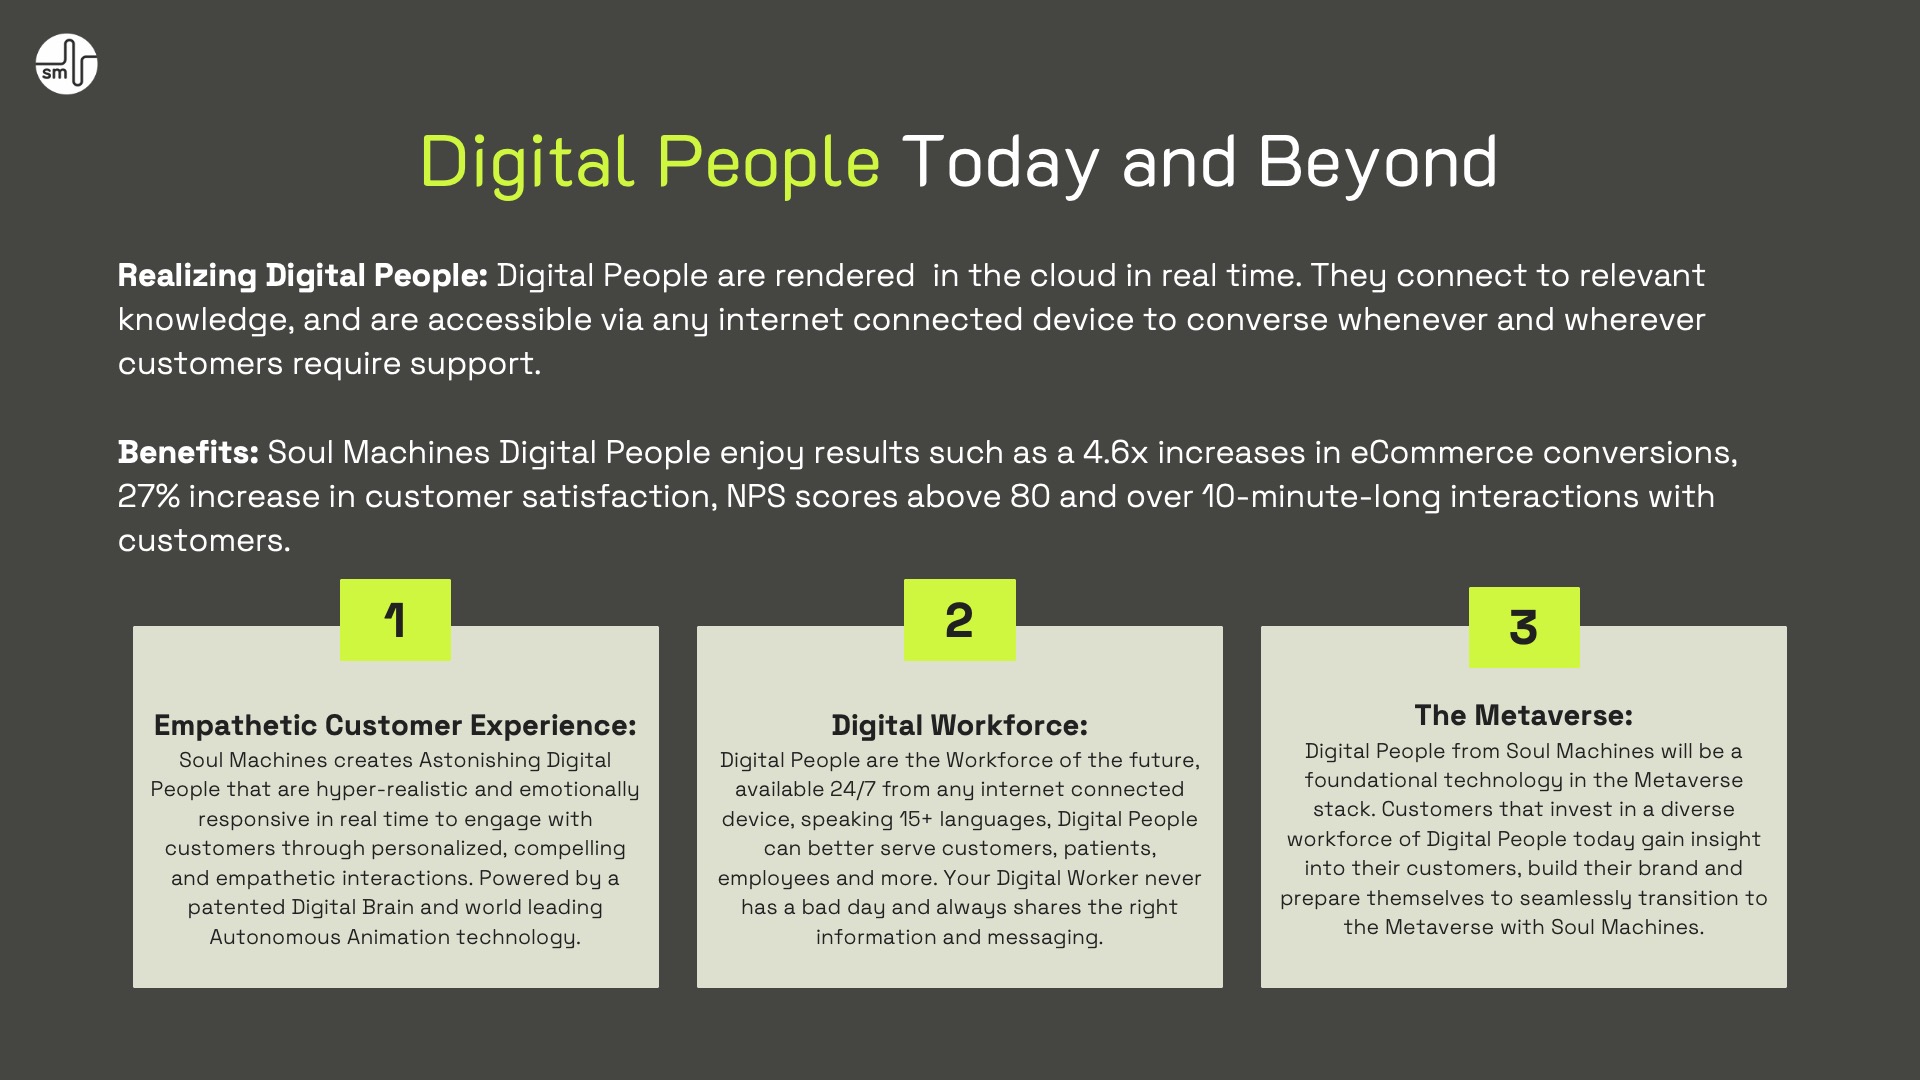 sm
Digital People Today and Beyond
Realizing Digital People: Digital People are rendered  in the cloud in real time. They connect to relevant
knowledge, and are accessible via any internet connected device to converse whenever and wherever
customers require support.
Benefits: Soul Machines Digital People enjoy results such as a 4.6x increases in eCommerce conversions,
27% increase in customer satisfaction, NPS scores above 80 and over 10-minute-long interactions with
customers.
1
Empathetic Customer Experience:
Soul Machines creates Astonishing Digital
People that are hyper-realistic and emotionally
responsive in real time to engage with
customers through personalized, compelling
and empathetic interactions. Powered by a
patented Digital Brain and world leading
Autonomous Animation technology.
2
Digital Workforce:
Digital People are the Workforce of the future,
available 24/7 from any internet connected
device, speaking 15+ languages, Digital People
can better serve customers, patients,
employees and more. Your Digital Worker never
has a bad day and always shares the right
information and messaging.
3
The Metaverse:
Digital People from Soul Machines will be a
foundational technology in the Metaverse
stack. Customers that invest in a diverse
workforce of Digital People today gain insight
into their customers, build their brand and
prepare themselves to seamlessly transition to
the Metaverse with Soul Machines.